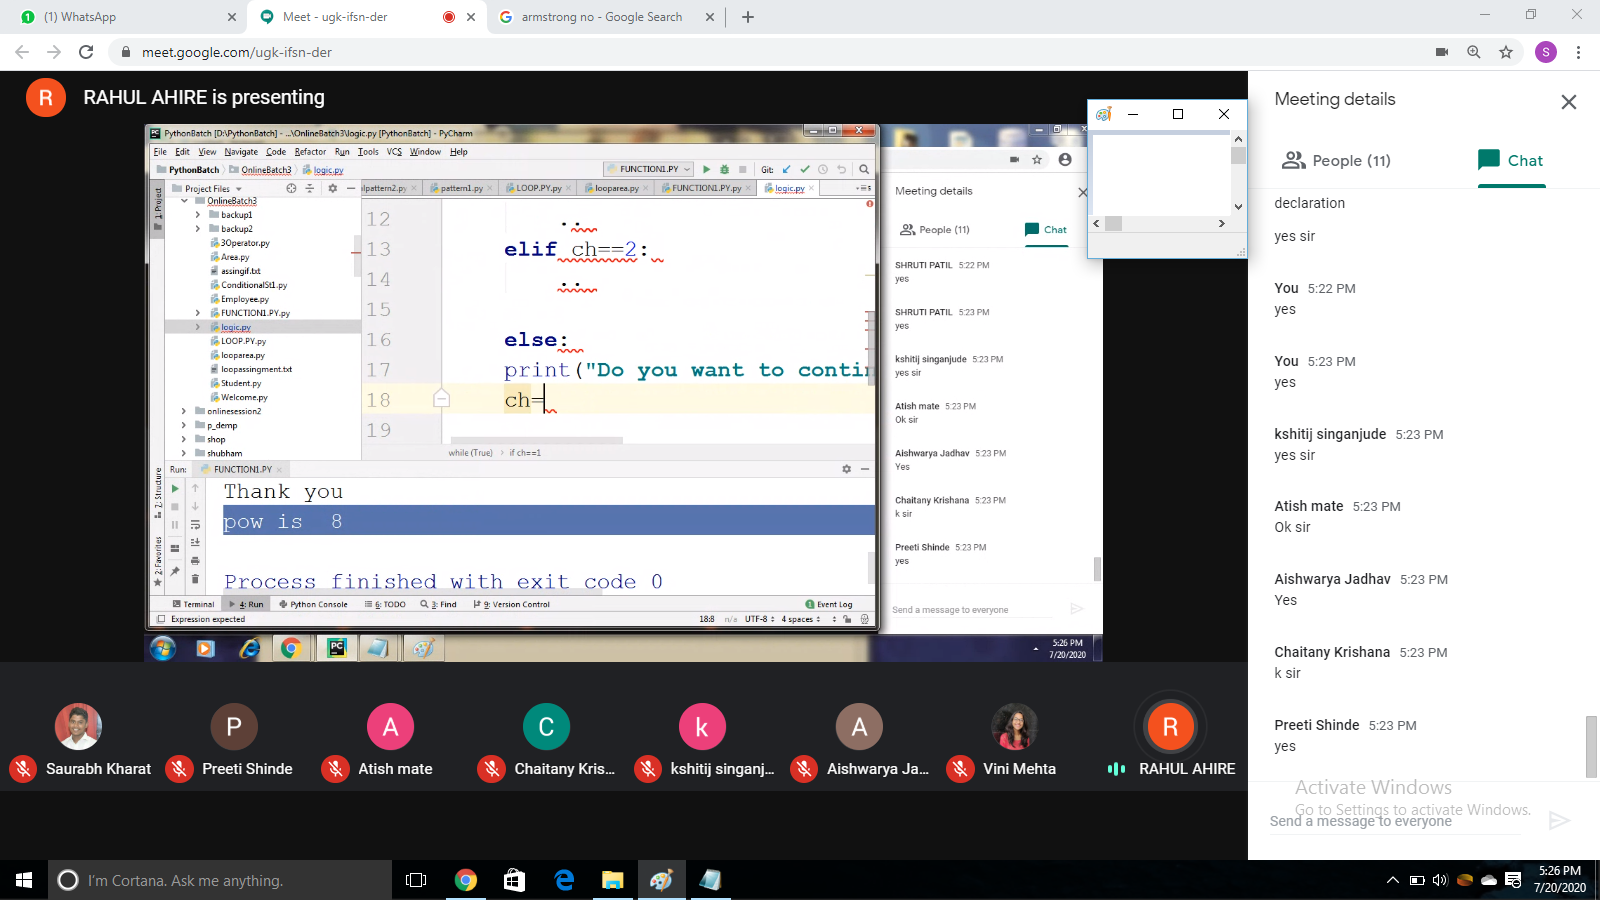 (1) WhatsApp
Meet - ugk-ifsn-der
armstrong no - Google Search
meet.google.com/ugk-ifsn-der
S
R
RAHUL AHIRE is presenting
PythonBatch [D:\PythonBatch] - ...\OnlineBatch3\logic.py [PythonBatch] - PyCharm
File Edit View Navigate Code Refactor Run Tools VCS Window Help
PythonBatch OnlineBatch3 logic.py
FUNCTION1.PY
Git:
Project Files
pattern2.py pattern1.py LOOP.PY.py looparea.py FUNCTION1.PY.py logic.py
1: Project
OnlineBatch3
backup1
backup2
3Operator.py
Area.py
assingif.txt
ConditionalSt1.py
Employee.py
FUNCTION1.PY.py
logic.py
LOOP.PY.py
looparea.py
loopassingment.txt
Student.py
Welcome.py
onlinesession2
p_demp
shop
shubham
12 ..
13 elif ch==2:
14 ..
15
16 else:
17 print("Do you want to contin
18 ch=
19
while (True) > if ch==1
Run: FUNCTION1.PY
Thank you
pow is 8
Process finished with exit code 0
Z: Structure
2: Favorites
Terminal 4: Run Python Console 6: TODO 3: Find 9: Version Control
1 Event Log
Expression expected
18:8 n/a UTF-8 4 spaces
Meeting details
People (11)
Chat
SHRUTI PATIL 5:22 PM
yes
SHRUTI PATIL 5:23 PM
yes
kshitij singanjude 5:23 PM
yes sir
Atish mate 5:23 PM
Ok sir
Aishwarya Jadhav 5:23 PM
Yes
Chaitany Krishana 5:23 PM
k sir
Preeti Shinde 5:23 PM
yes
Send a message to everyone
5:26 PM
7/20/2020
Meeting details
People (11)
Chat
declaration
yes sir
You 5:22 PM
yes
You 5:23 PM
yes
kshitij singanjude 5:23 PM
yes sir
Atish mate 5:23 PM
Ok sir
Aishwarya Jadhav 5:23 PM
Yes
Chaitany Krishana 5:23 PM
k sir
Preeti Shinde 5:23 PM
yes
Activate Windows
Go to Settings to activate Windows.
Send a message to everyone
P
A
C
k
A
R
Saurabh Kharat
Preeti Shinde
Atish mate
Chaitany Kris...
kshitij singanj...
Aishwarya Ja...
Vini Mehta
RAHUL AHIRE
I'm Cortana. Ask me anything.
5:26 PM
7/20/2020